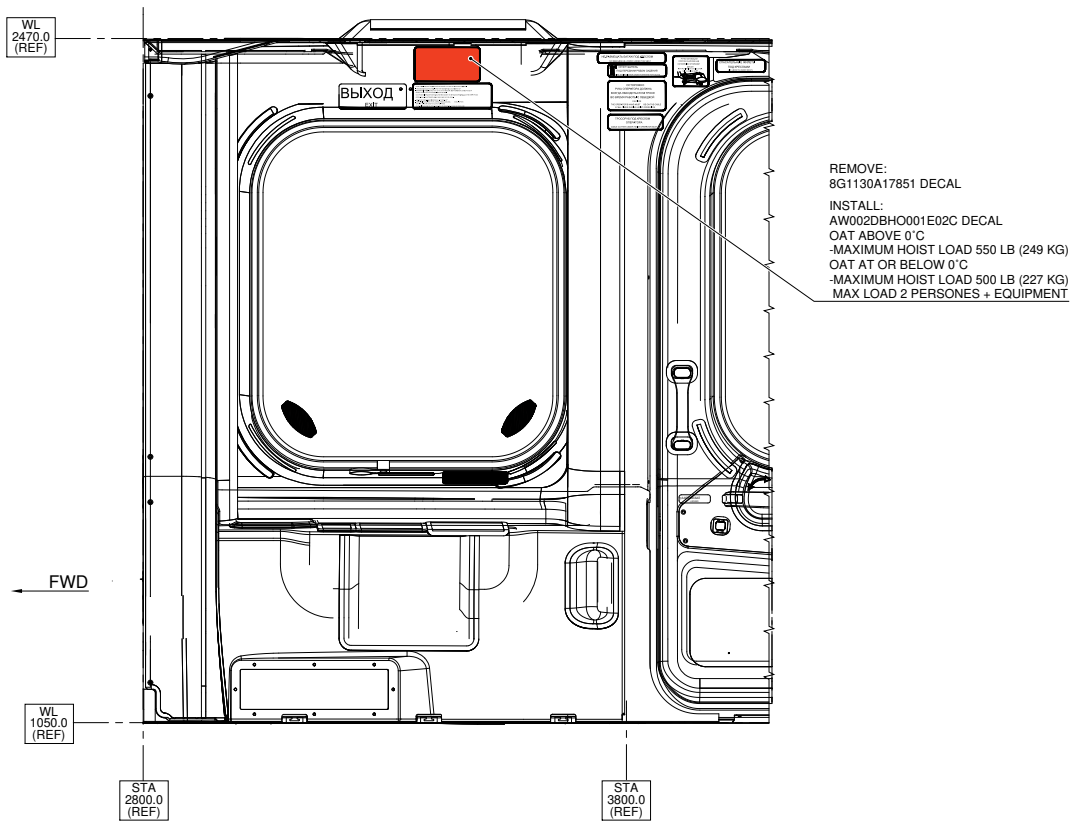 WL
2470.0
(REF)
ВЫХОД
EXIT
REMOVE:
8G1130A17851 DECAL
INSTALL:
AW002DBHO001E02C DECAL
OAT ABOVE 0°C
-MAXIMUM HOIST LOAD 550 LB (249 KG)
OAT AT OR BELOW 0°C
-MAXIMUM HOIST LOAD 500 LB (227 KG)
MAX LOAD 2 PERSONES + EQUIPMENT
FWD
WL
1050.0
(REF)
STA
2800.0
(REF)
STA
3800.0
(REF)